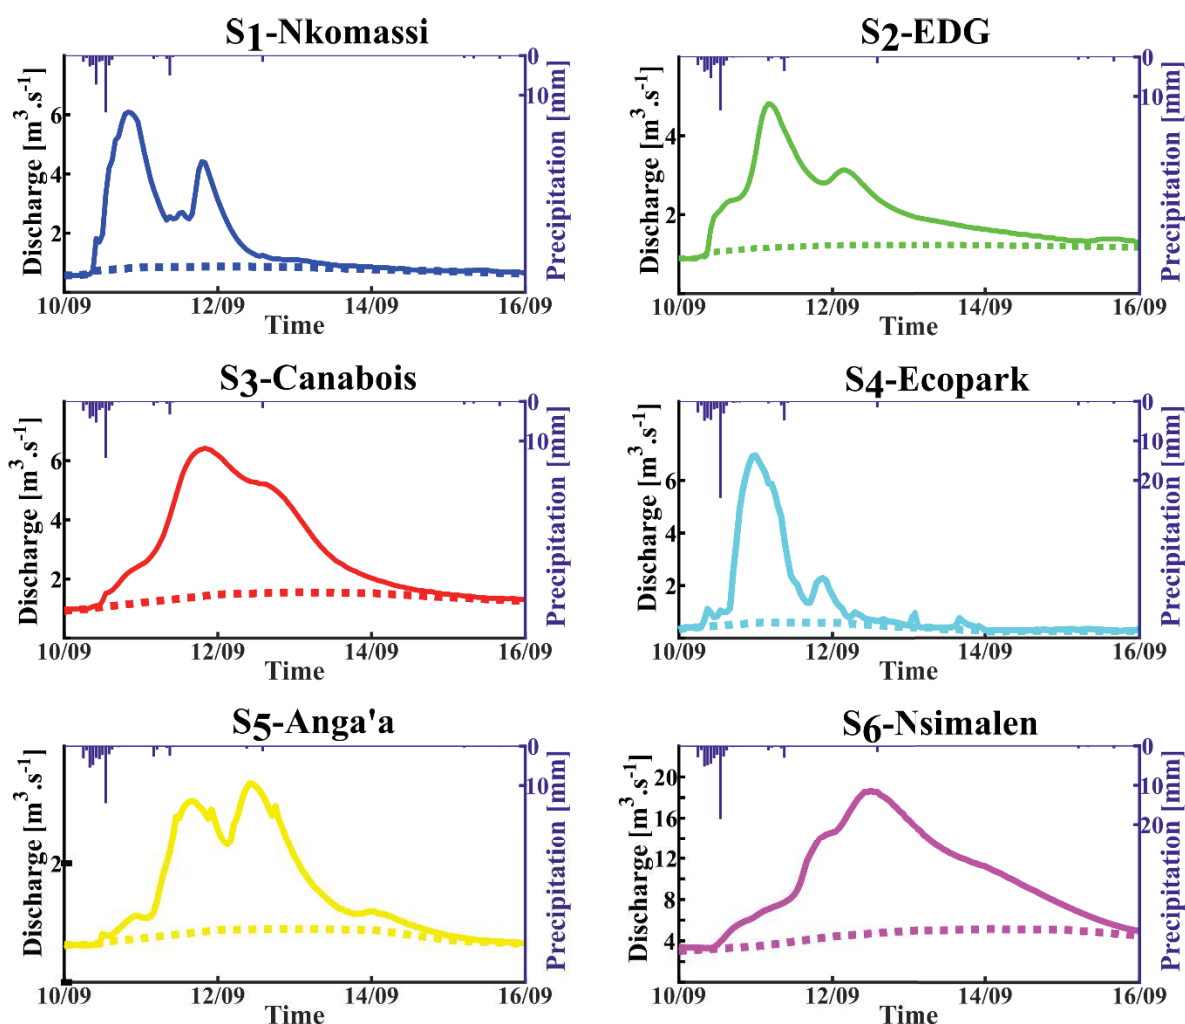 S1-Nkomassi
Discharge [m³.s⁻¹]
6
4
2
0
10
Precipitation [mm]
10/09 12/09 14/09 16/09
Time
S2-EDG
Discharge [m³.s⁻¹]
4
2
0
10
Precipitation [mm]
10/09 12/09 14/09 16/09
Time
S3-Canabois
Discharge [m³.s⁻¹]
6
4
2
0
10
Precipitation [mm]
10/09 12/09 14/09 16/09
Time
S4-Ecopark
Discharge [m³.s⁻¹]
6
4
2
0
10
20
Precipitation [mm]
10/09 12/09 14/09 16/09
Time
S5-Anga'a
Discharge [m³.s⁻¹]
2
0
10
Precipitation [mm]
10/09 12/09 14/09 16/09
Time
S6-Nsimalen
Discharge [m³.s⁻¹]
20
16
12
8
4
0
10
20
Precipitation [mm]
10/09 12/09 14/09 16/09
Time